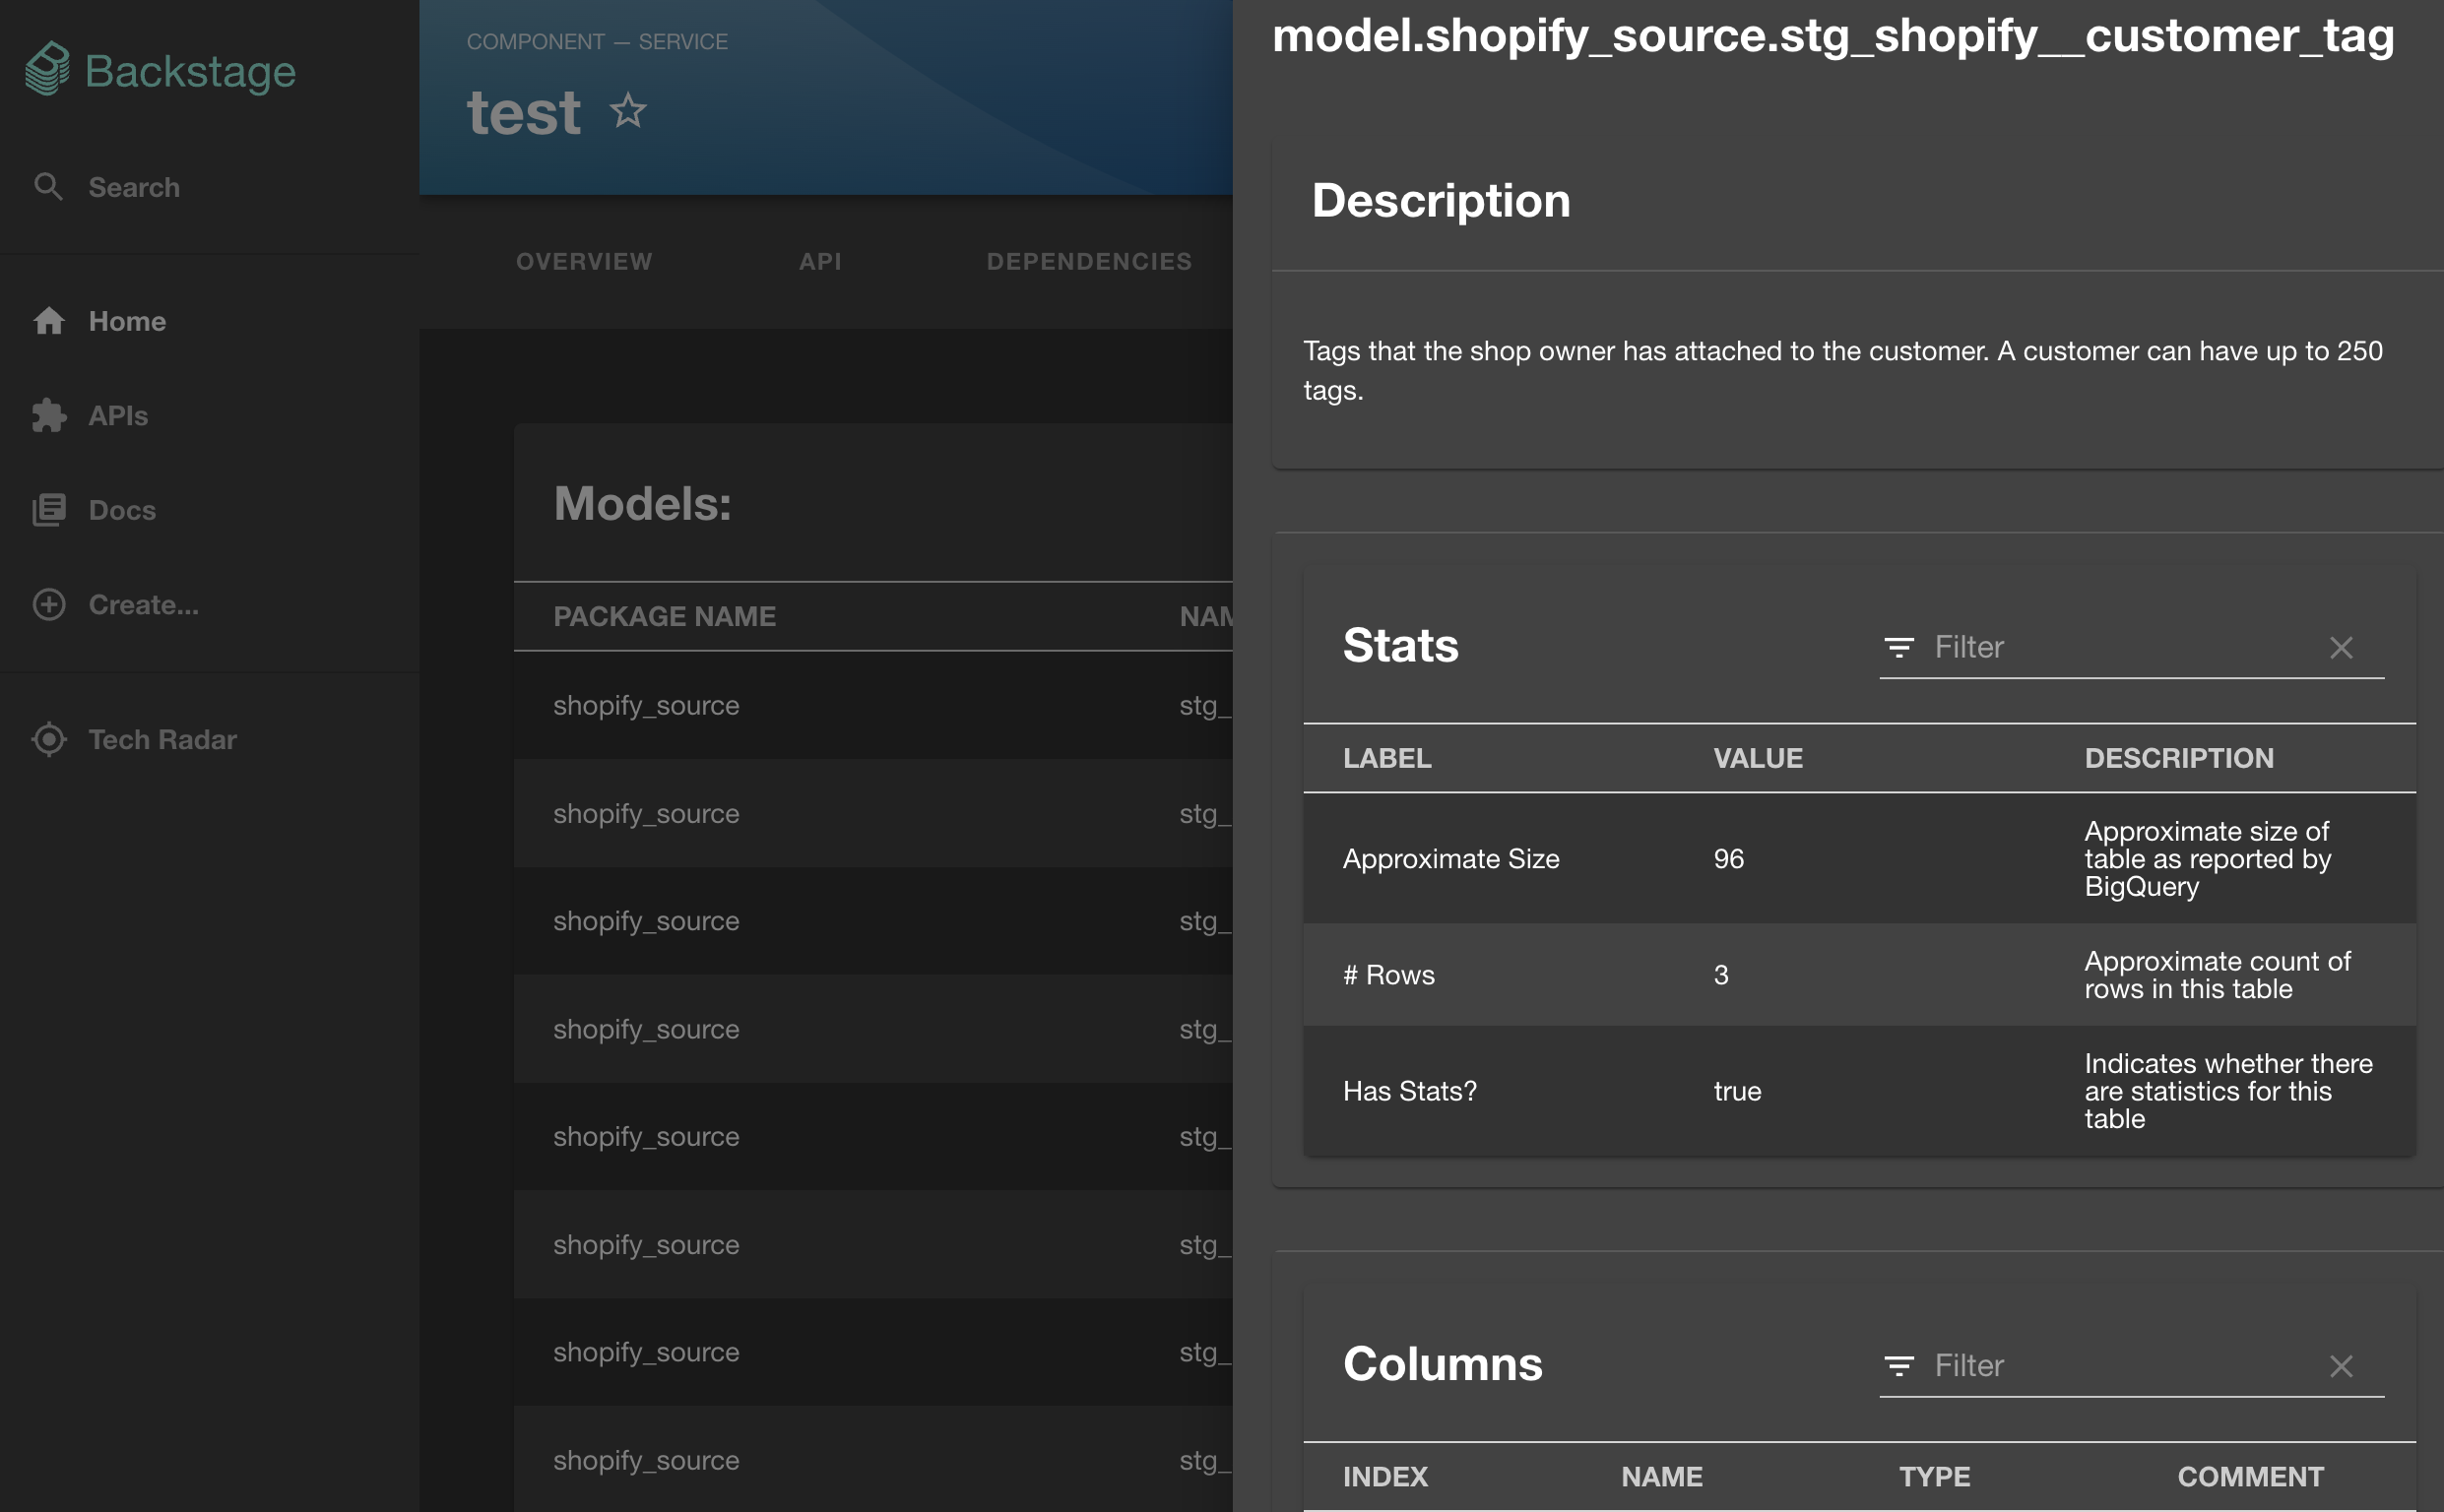 Backstage
Search
Home
APIs
Docs
Create...
Tech Radar
COMPONENT — SERVICE
test
OVERVIEW
API
DEPENDENCIES
Models:
PACKAGE NAME
NAM
shopify_source
stg_
shopify_source
stg_
shopify_source
stg_
shopify_source
stg_
shopify_source
stg_
shopify_source
stg_
shopify_source
stg_
shopify_source
stg_
model.shopify_source.stg_shopify__customer_tag
Description
Tags that the shop owner has attached to the customer. A customer can have up to 250
tags.
Stats
Filter
LABEL
VALUE
DESCRIPTION
Approximate Size
96
Approximate size of
table as reported by
BigQuery
# Rows
3
Approximate count of
rows in this table
Has Stats?
true
Indicates whether there
are statistics for this
table
Columns
Filter
INDEX
NAME
TYPE
COMMENT